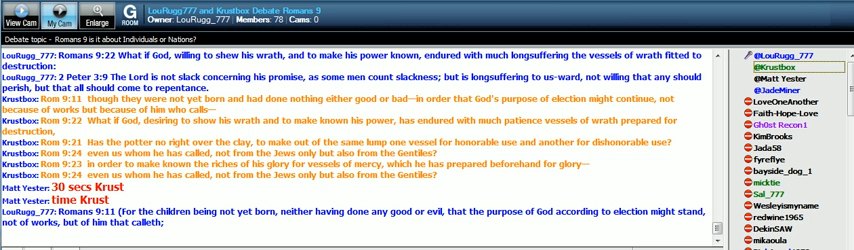 View Cam
My Cam
Enlarge
G
ROOM
LouRugg777 and Krustbox Debate Romans 9
Owner: LouRugg_777 | Members: 78 | Cams: 0
Debate topic - Romans 9 is it about Individuals or Nations?
LouRugg_777: Romans 9:22 What if God, willing to shew his wrath, and to make his power known, endured with much longsuffering the vessels of wrath fitted to
destruction:
LouRugg_777: 2 Peter 3:9 The Lord is not slack concerning his promise, as some men count slackness; but is longsuffering to us-ward, not willing that any should
perish, but that all should come to repentance.
Krustbox: Rom 9:11 though they were not yet born and had done nothing either good or bad—in order that God's purpose of election might continue, not
because of works but because of him who calls—
Krustbox: Rom 9:22 What if God, desiring to show his wrath and to make known his power, has endured with much patience vessels of wrath prepared for
destruction,
Krustbox: Rom 9:21 Has the potter no right over the clay, to make out of the same lump one vessel for honorable use and another for dishonorable use?
Krustbox: Rom 9:24 even us whom he has called, not from the Jews only but also from the Gentiles?
Krustbox: Rom 9:23 in order to make known the riches of his glory for vessels of mercy, which he has prepared beforehand for glory—
Krustbox: Rom 9:24 even us whom he has called, not from the Jews only but also from the Gentiles?
Matt Yester: 30 secs Krust
Matt Yester: time Krust
LouRugg_777: Romans 9:11 (For the children being not yet born, neither having done any good or evil, that the purpose of God according to election might stand,
not of works, but of him that calleth;
@LouRugg_777
@Krustbox
@Matt Yester
@JadeMiner
LoveOneAnother
Faith-Hope-Love
Gh0st Recon1
KimBrooks
Jada58
fyreflye
bayside_dog_1
micktie
Sal_777
Wesleyismyname
redwine1965
DekinSAW
mikaoula